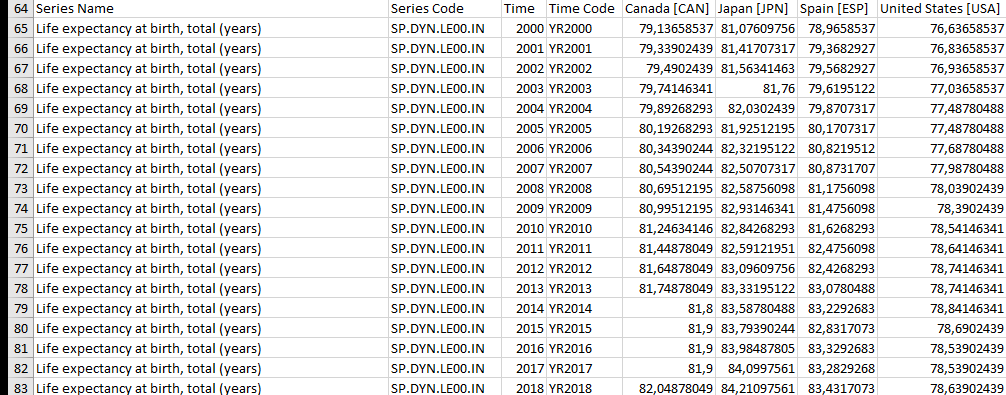 64 Series Name Series Code Time Time Code Canada [CAN] Japan [JPN] Spain [ESP] United States [USA]
65 Life expectancy at birth, total (years) SP.DYN.LE00.IN 2000 YR2000 79,13658537 81,07609756 78,9658537 76,63658537
66 Life expectancy at birth, total (years) SP.DYN.LE00.IN 2001 YR2001 79,33902439 81,41707317 79,3682927 76,83658537
67 Life expectancy at birth, total (years) SP.DYN.LE00.IN 2002 YR2002 79,4902439 81,56341463 79,5682927 76,93658537
68 Life expectancy at birth, total (years) SP.DYN.LE00.IN 2003 YR2003 79,74146341 81,76 79,6195122 77,03658537
69 Life expectancy at birth, total (years) SP.DYN.LE00.IN 2004 YR2004 79,89268293 82,0302439 79,8707317 77,48780488
70 Life expectancy at birth, total (years) SP.DYN.LE00.IN 2005 YR2005 80,19268293 81,92512195 80,1707317 77,48780488
71 Life expectancy at birth, total (years) SP.DYN.LE00.IN 2006 YR2006 80,34390244 82,32195122 80,8219512 77,68780488
72 Life expectancy at birth, total (years) SP.DYN.LE00.IN 2007 YR2007 80,54390244 82,50707317 80,8731707 77,98780488
73 Life expectancy at birth, total (years) SP.DYN.LE00.IN 2008 YR2008 80,69512195 82,58756098 81,1756098 78,03902439
74 Life expectancy at birth, total (years) SP.DYN.LE00.IN 2009 YR2009 80,99512195 82,93146341 81,4756098 78,3902439
75 Life expectancy at birth, total (years) SP.DYN.LE00.IN 2010 YR2010 81,24634146 82,84268293 81,6268293 78,54146341
76 Life expectancy at birth, total (years) SP.DYN.LE00.IN 2011 YR2011 81,44878049 82,59121951 82,4756098 78,64146341
77 Life expectancy at birth, total (years) SP.DYN.LE00.IN 2012 YR2012 81,64878049 83,09609756 82,4268293 78,74146341
78 Life expectancy at birth, total (years) SP.DYN.LE00.IN 2013 YR2013 81,74878049 83,33195122 83,0780488 78,74146341
79 Life expectancy at birth, total (years) SP.DYN.LE00.IN 2014 YR2014 81,8 83,58780488 83,2292683 78,84146341
80 Life expectancy at birth, total (years) SP.DYN.LE00.IN 2015 YR2015 81,9 83,79390244 82,8317073 78,6902439
81 Life expectancy at birth, total (years) SP.DYN.LE00.IN 2016 YR2016 81,9 83,98487805 83,3292683 78,53902439
82 Life expectancy at birth, total (years) SP.DYN.LE00.IN 2017 YR2017 81,9 84,0997561 83,2829268 78,53902439
83 Life expectancy at birth, total (years) SP.DYN.LE00.IN 2018 YR2018 82,04878049 84,21097561 83,4317073 78,63902439